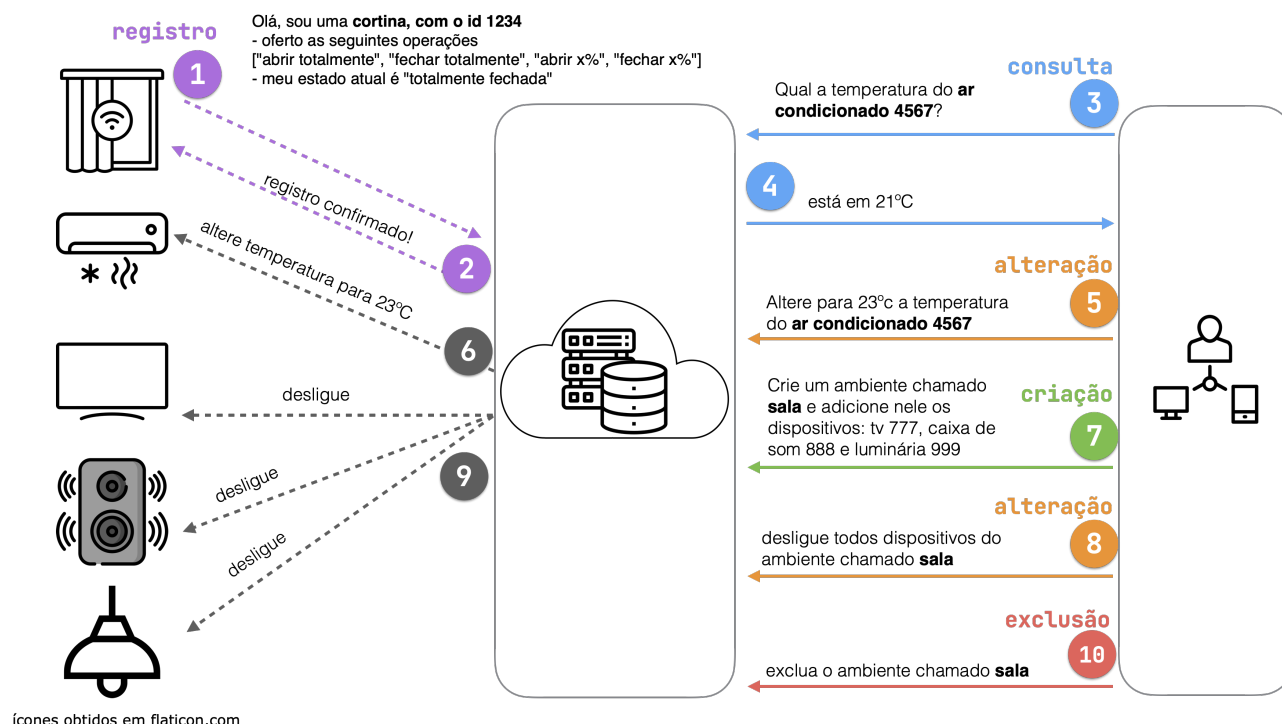 registro
1
Olá, sou uma cortina, com o id 1234
- oferto as seguintes operações
["abrir totalmente", "fechar totalmente", "abrir x%", "fechar x%"]
- meu estado atual é "totalmente fechada"
registro confirmado!
2
altere temperatura para 23ºC
6
desligue
desligue
desligue
9
consulta
3
Qual a temperatura do ar
condicionado 4567?
4
está em 21ºC
alteração
5
Altere para 23ºc a temperatura
do ar condicionado 4567
criação
7
Crie um ambiente chamado
sala e adicione nele os
dispositivos: tv 777, caixa de
som 888 e luminária 999
alteração
8
desligue todos dispositivos do
ambiente chamado sala
exclusão
10
exclua o ambiente chamado sala
ícones obtidos em flaticon.com